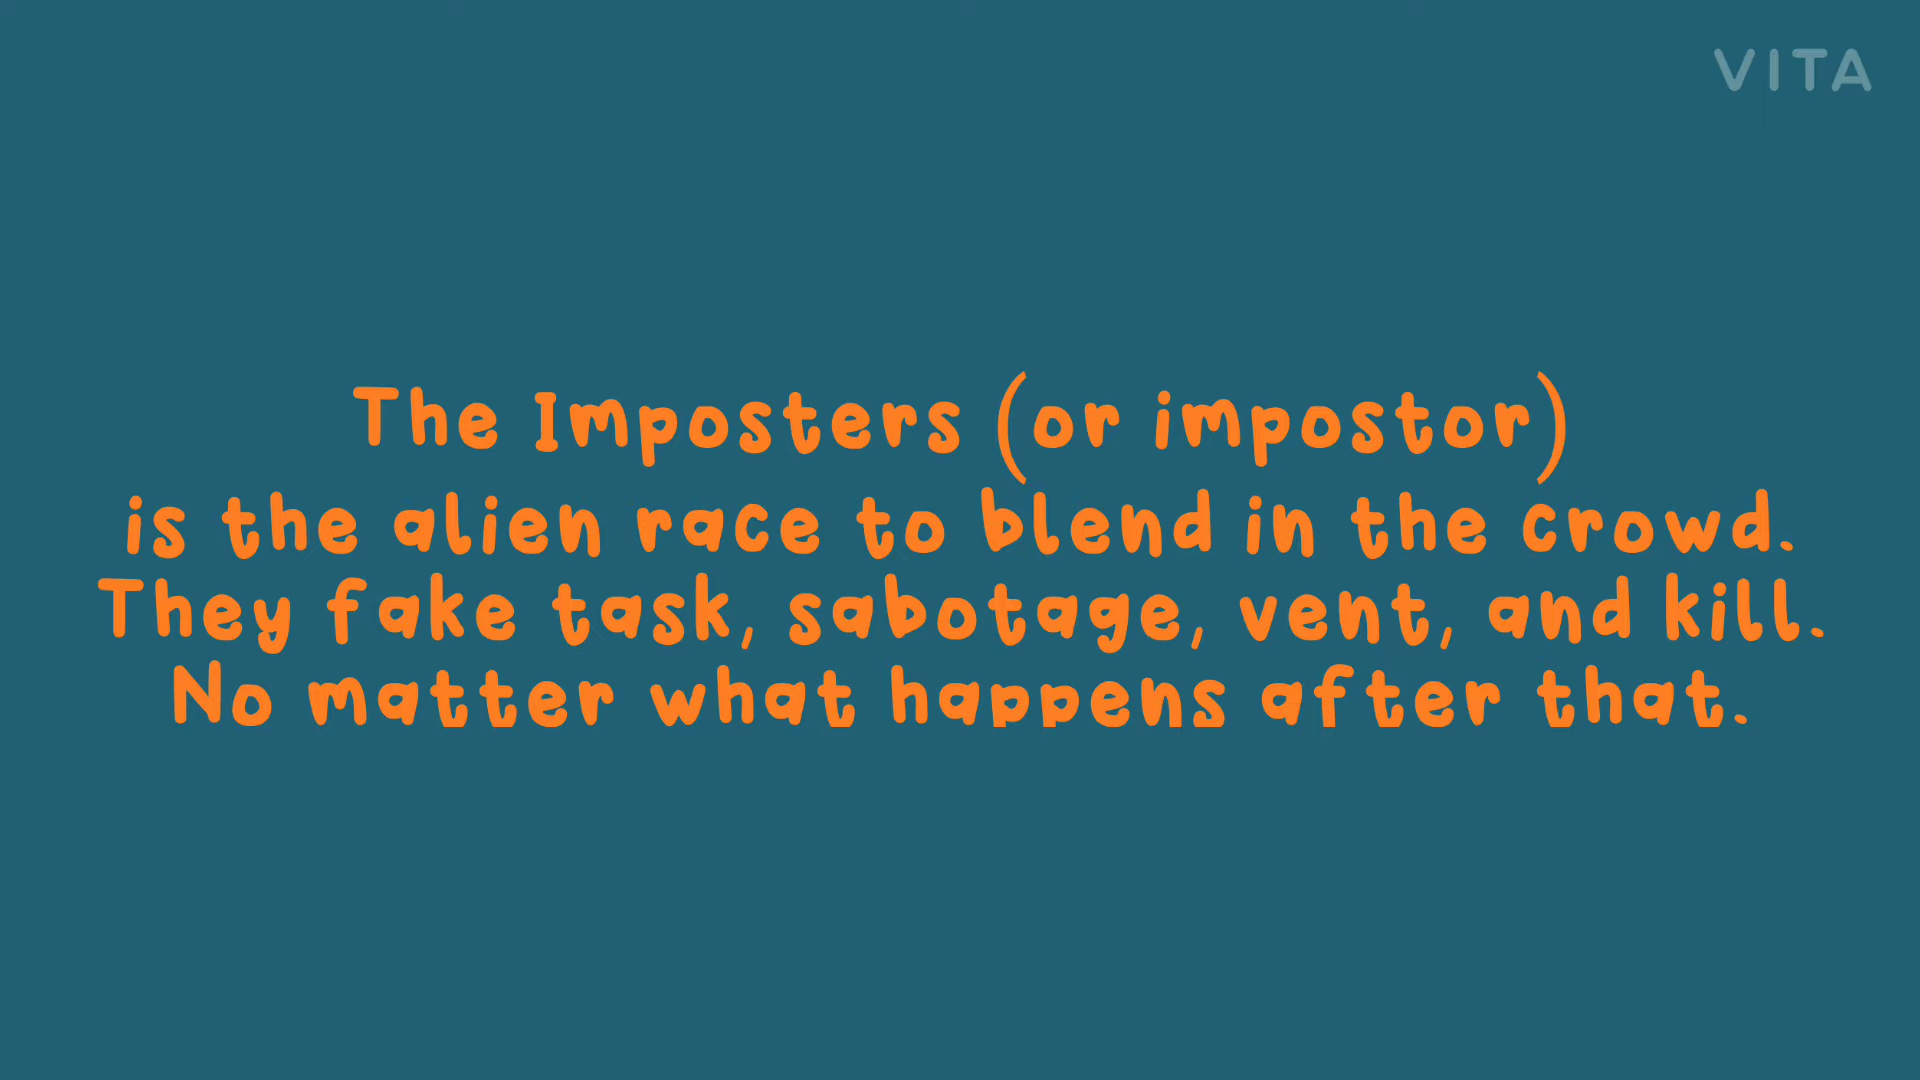 VITA
The Imposters (or impostor)
is the alien race to blend in the crowd.
They fake task, sabotage, vent, and kill.
No matter what happens after that.